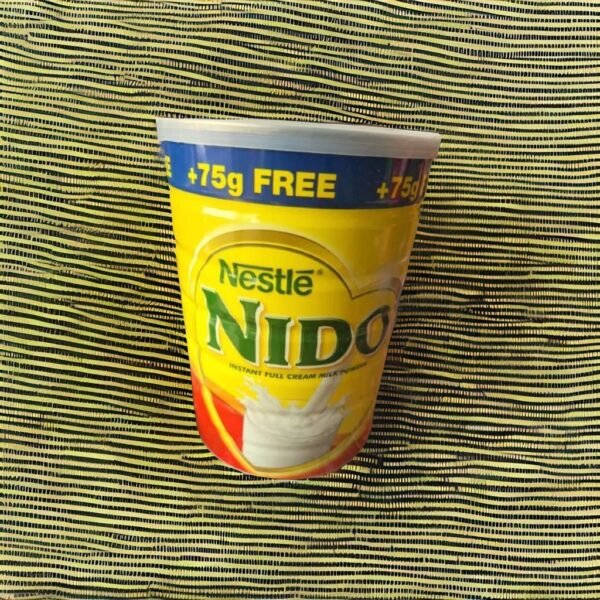 E +75g FREE +75g F
Nestlé®
NIDO
INSTANT FULL CREAM MILK POWDER